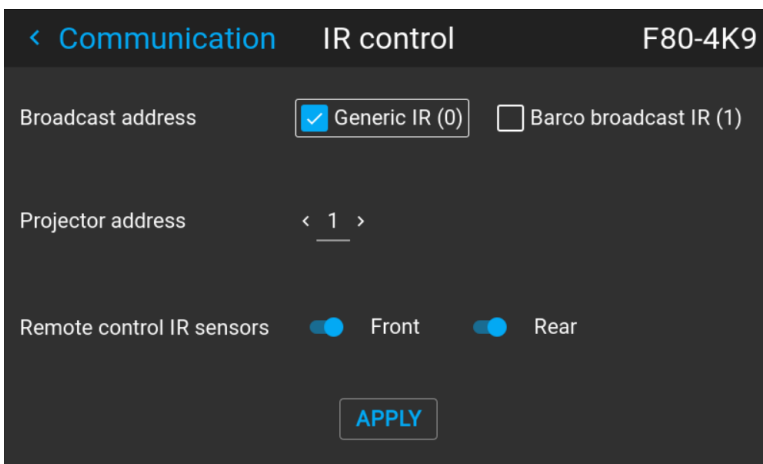 ‹ Communication IR control F80-4K9
Broadcast address Generic IR (0) Barco broadcast IR (1)
Projector address ‹ 1 ›
Remote control IR sensors Front Rear
APPLY